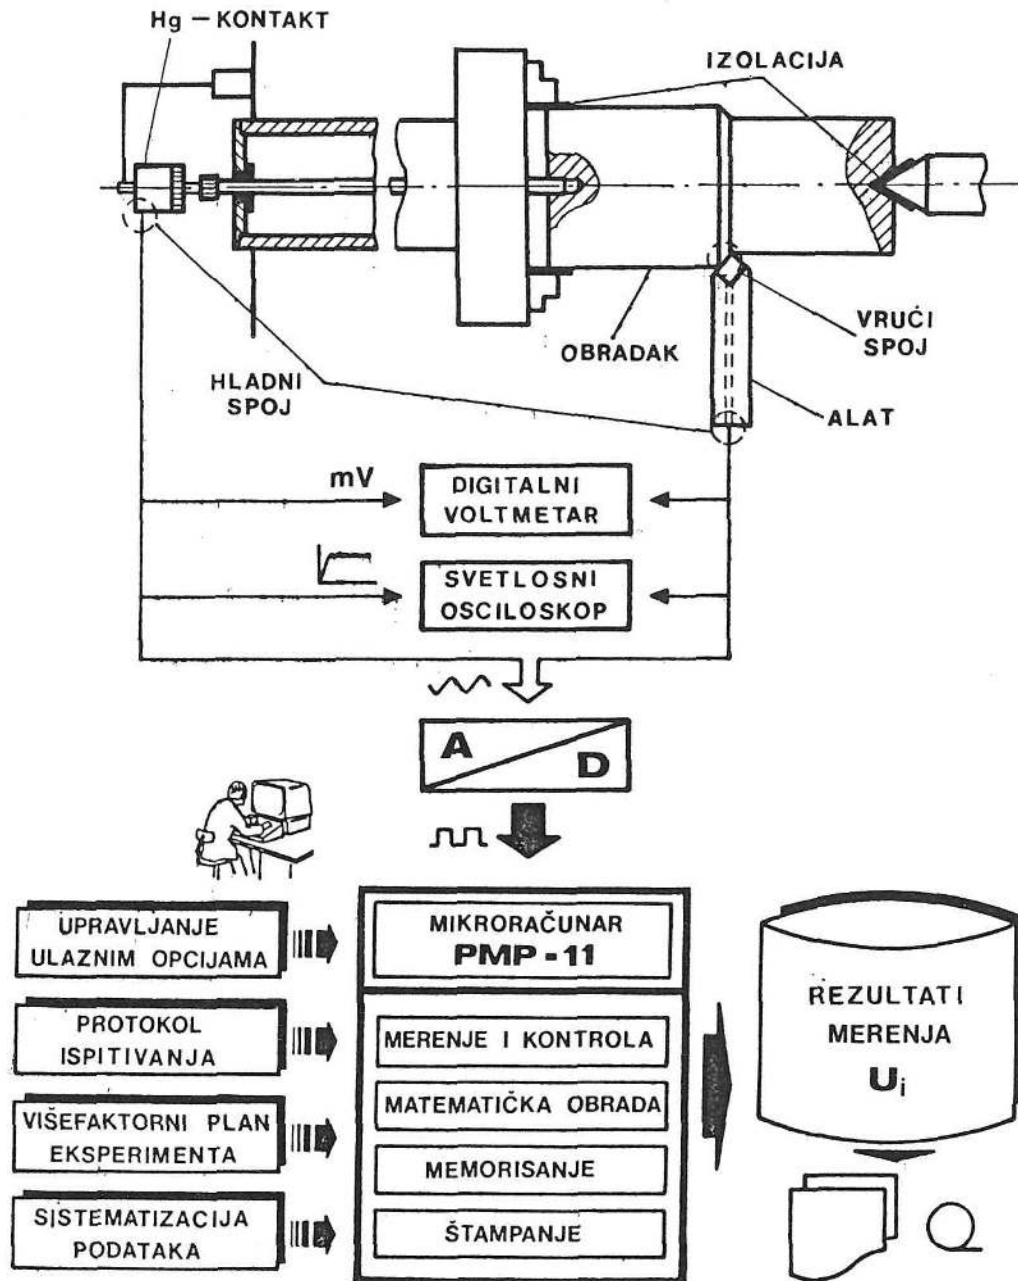 Hg – KONTAKT
IZOLACIJA
OBRADAK
VRUĆI
SPOJ
HLADNI
SPOJ
ALAT
mV
DIGITALNI
VOLTMETAR
SVETLOSNI
OSCILOSKOP
A
D
UPRAVLJANJE
ULAZNIM OPCIJAMA
PROTOKOL
ISPITIVANJA
VIŠEFAKTORNI PLAN
EKSPERIMENTA
SISTEMATIZACIJA
PODATAKA
MIKRORAČUNAR
PMP - 11
MERENJE I KONTROLA
MATEMATIČKA OBRADA
MEMORISANJE
ŠTAMPANJE
REZULTATI
MERENJA
Ui